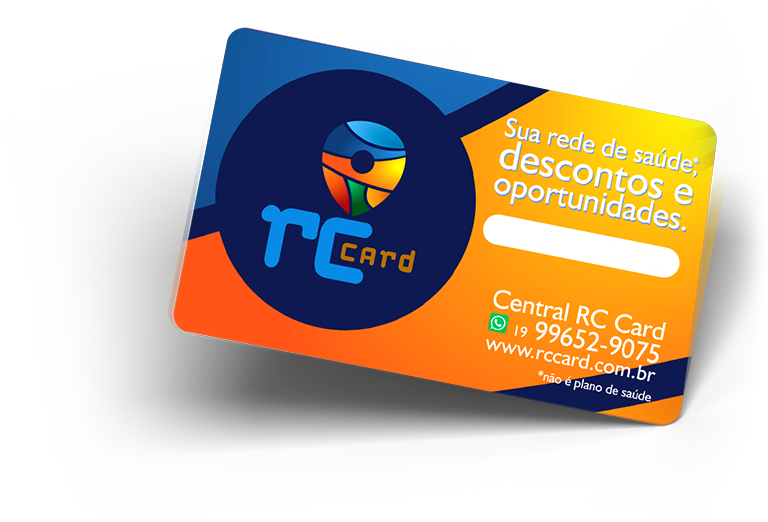 rc card
Sua rede de saúde,*
descontos e
oportunidades.
Central RC Card
19 99652-9075
www.rccard.com.br
*não é plano de saúde